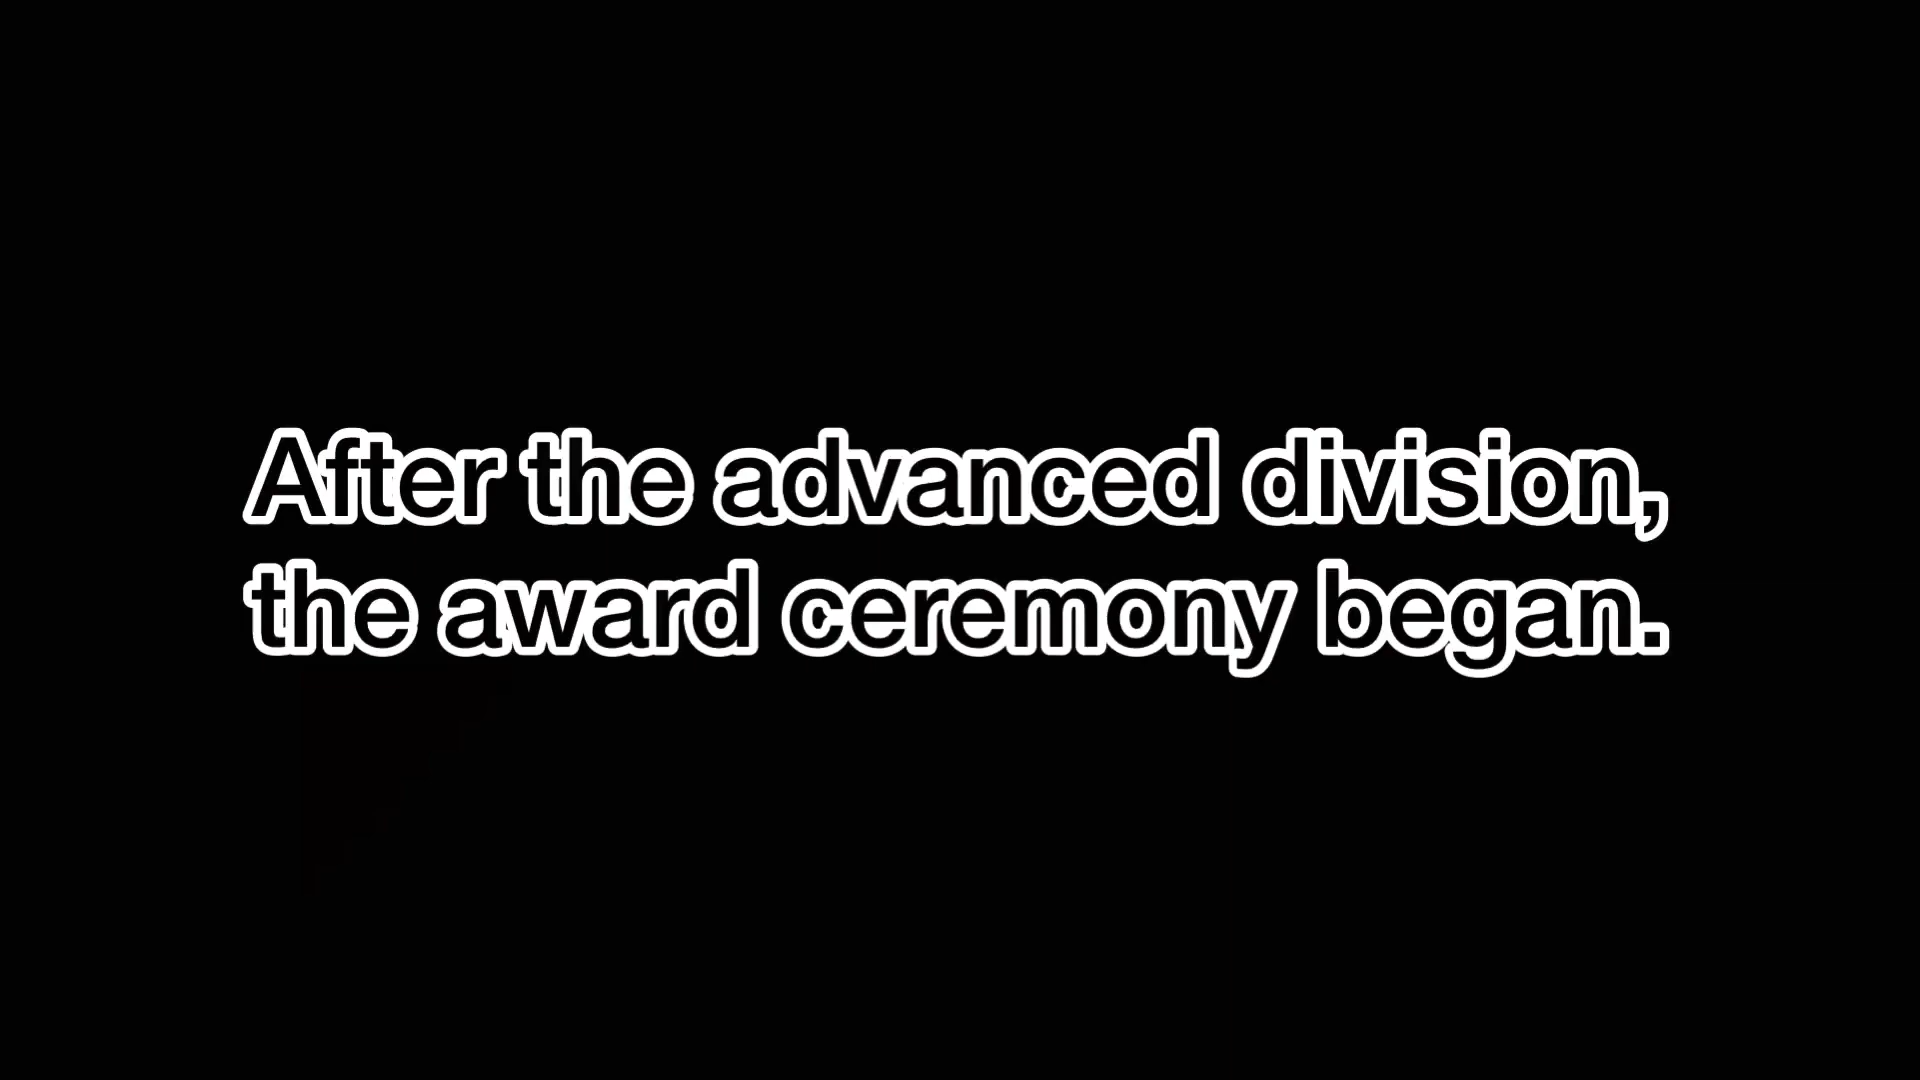 After the advanced division,
the award ceremony began.